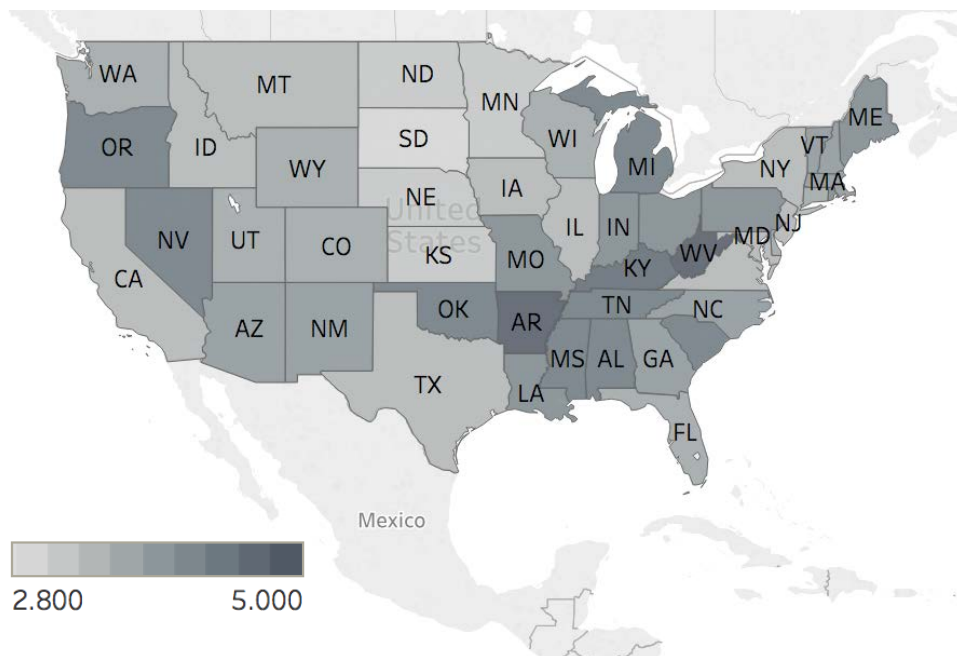 WA
MT
ND
MN
ME
OR
ID
SD
WI
VT
WY
MI
NY
MA
NE
IA
United
States
NV
UT
CO
KS
IL
IN
NJ
MD
WV
MO
KY
CA
AZ
NM
OK
AR
TN
NC
MS
AL
GA
TX
LA
FL
Mexico
2.800
5.000